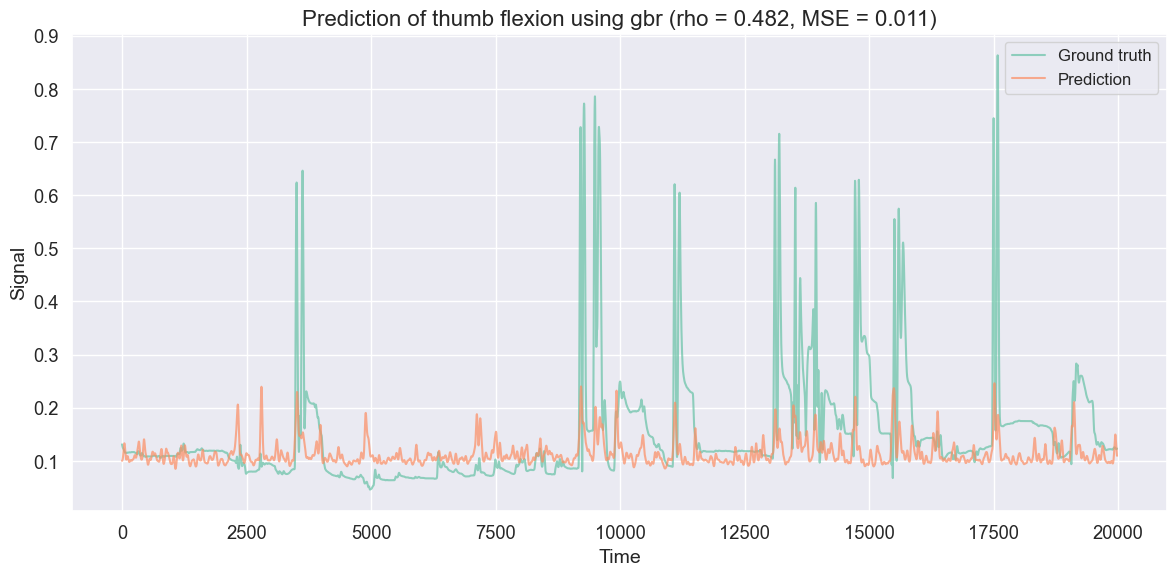 Prediction of thumb flexion using gbr (rho = 0.482, MSE = 0.011)
Ground truth
Prediction
Signal
0.9
0.8
0.7
0.6
0.5
0.4
0.3
0.2
0.1
0 2500 5000 7500 10000 12500 15000 17500 20000
Time